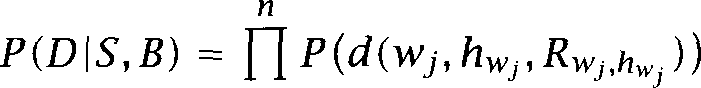 P(D|S, B) = ∏^n P(d(w_j, h_{w_j}, R_{w_j,h_{w_j}}))